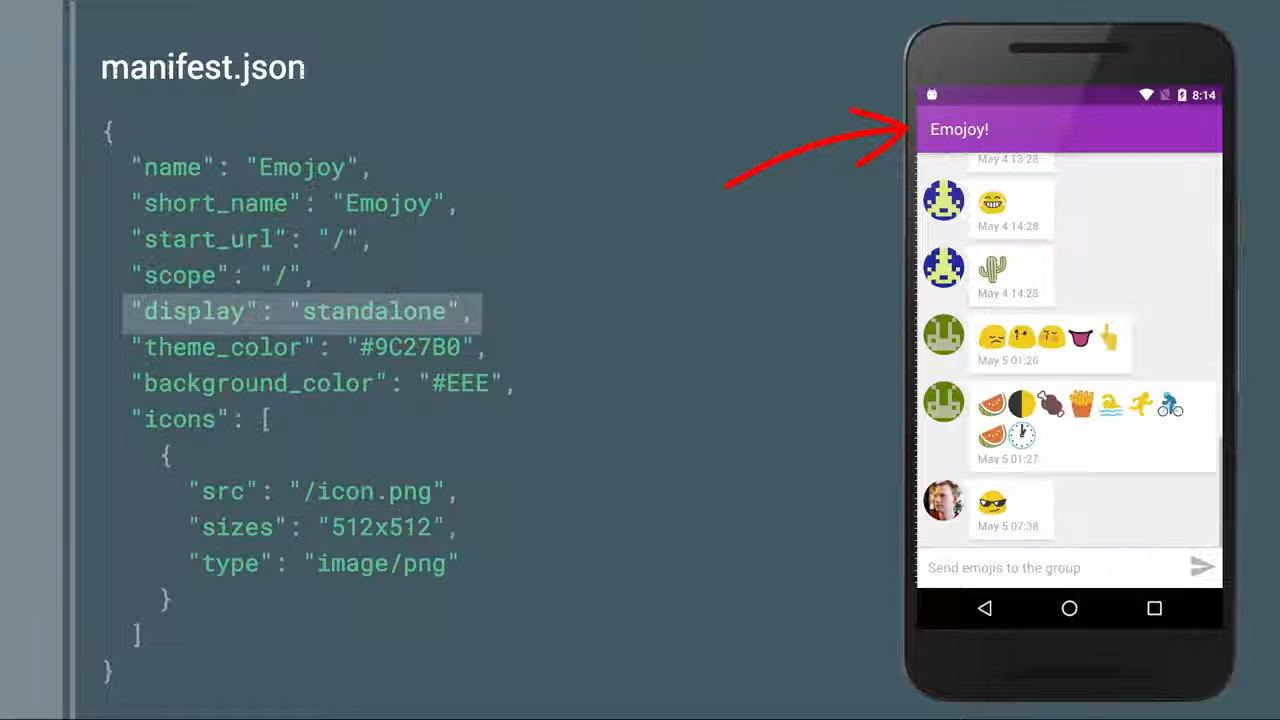 manifest.json
{
"name": "Emojoy",
"short_name": "Emojoy",
"start_url": "/",
"scope": "/",
"display": "standalone",
"theme_color": "#9C27B0",
"background_color": "#EEE",
"icons": [
{
"src": "/icon.png",
"sizes": "512x512",
"type": "image/png"
}
]
}
8:14
Emojoy!
May 4 13:28
May 4 14:28
May 4 14:28
May 5 01:26
May 5 01:27
May 5 07:38
Send emojis to the group